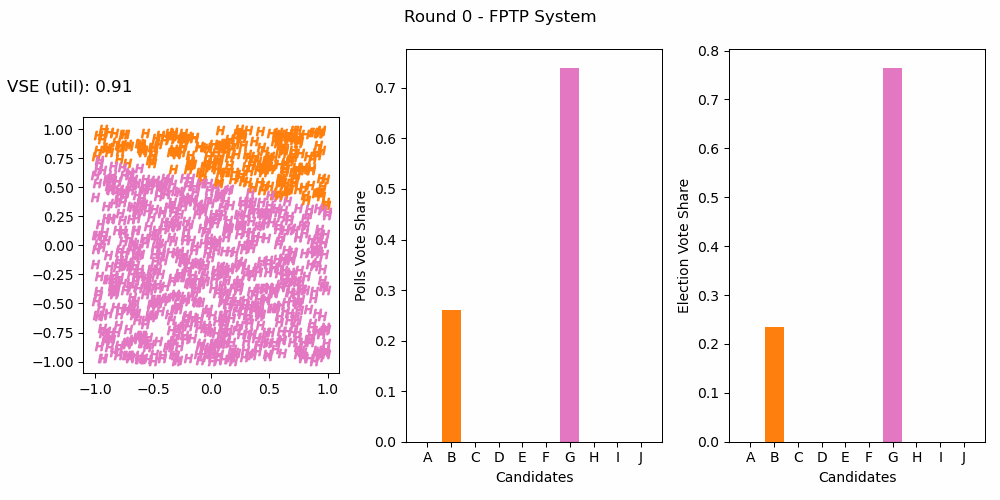 Round 0 - FPTP System
VSE (util): 0.91
1.00
0.75
0.50
0.25
0.00
−0.25
−0.50
−0.75
−1.00
−1.0 −0.5 0.0 0.5 1.0
Polls Vote Share
0.7
0.6
0.5
0.4
0.3
0.2
0.1
0.0
A B C D E F G H I J
Candidates
Election Vote Share
0.8
0.7
0.6
0.5
0.4
0.3
0.2
0.1
0.0
A B C D E F G H I J
Candidates